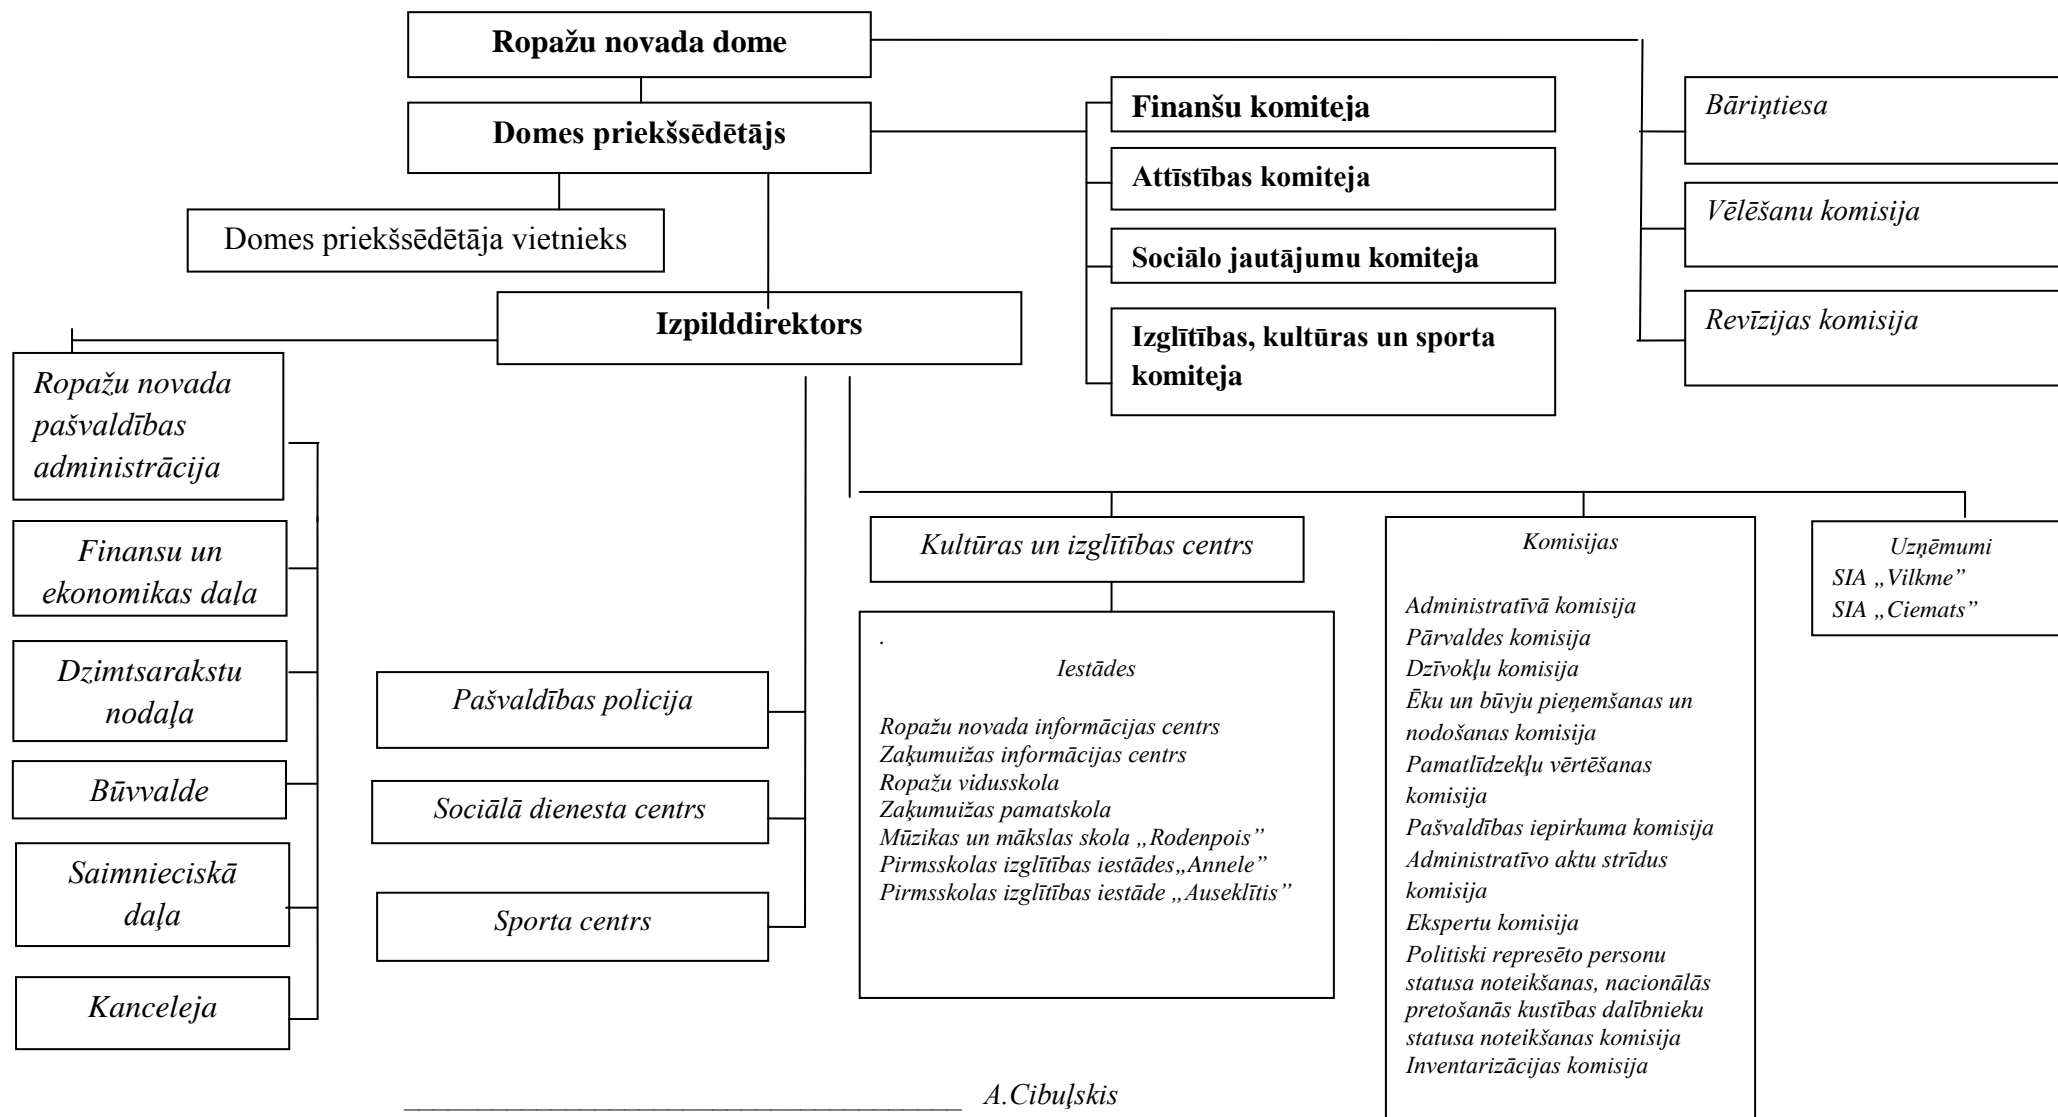 Ropažu novada dome
Domes priekšsēdētājs
Domes priekšsēdētāja vietnieks
Izpilddirektors
Finanšu komiteja
Attīstības komiteja
Sociālo jautājumu komiteja
Izglītības, kultūras un sporta
komiteja
Bāriņtiesa
Vēlēšanu komisija
Revīzijas komisija
Ropažu novada
pašvaldības
administrācija
Finansu un
ekonomikas daļa
Dzimtsarakstu
nodaļa
Būvvalde
Saimnieciskā
daļa
Kanceleja
Pašvaldības policija
Sociālā dienesta centrs
Sporta centrs
Kultūras un izglītības centrs
.
Iestādes
Ropažu novada informācijas centrs
Zaķumuižas informācijas centrs
Ropažu vidusskola
Zaķumuižas pamatskola
Mūzikas un mākslas skola „Rodenpois”
Pirmsskolas izglītības iestādes„Annele”
Pirmsskolas izglītības iestāde „Auseklītis”
Komisijas
Administratīvā komisija
Pārvaldes komisija
Dzīvokļu komisija
Ēku un būvju pieņemšanas un
nodošanas komisija
Pamatlīdzekļu vērtēšanas
komisija
Pašvaldības iepirkuma komisija
Administratīvo aktu strīdus
komisija
Ekspertu komisija
Politiski represēto personu
statusa noteikšanas, nacionālās
pretošanās kustības dalībnieku
statusa noteikšanas komisija
Inventarizācijas komisija
Uzņēmumi
SIA „Vilkme”
SIA „Ciemats”
A.Cibuļskis